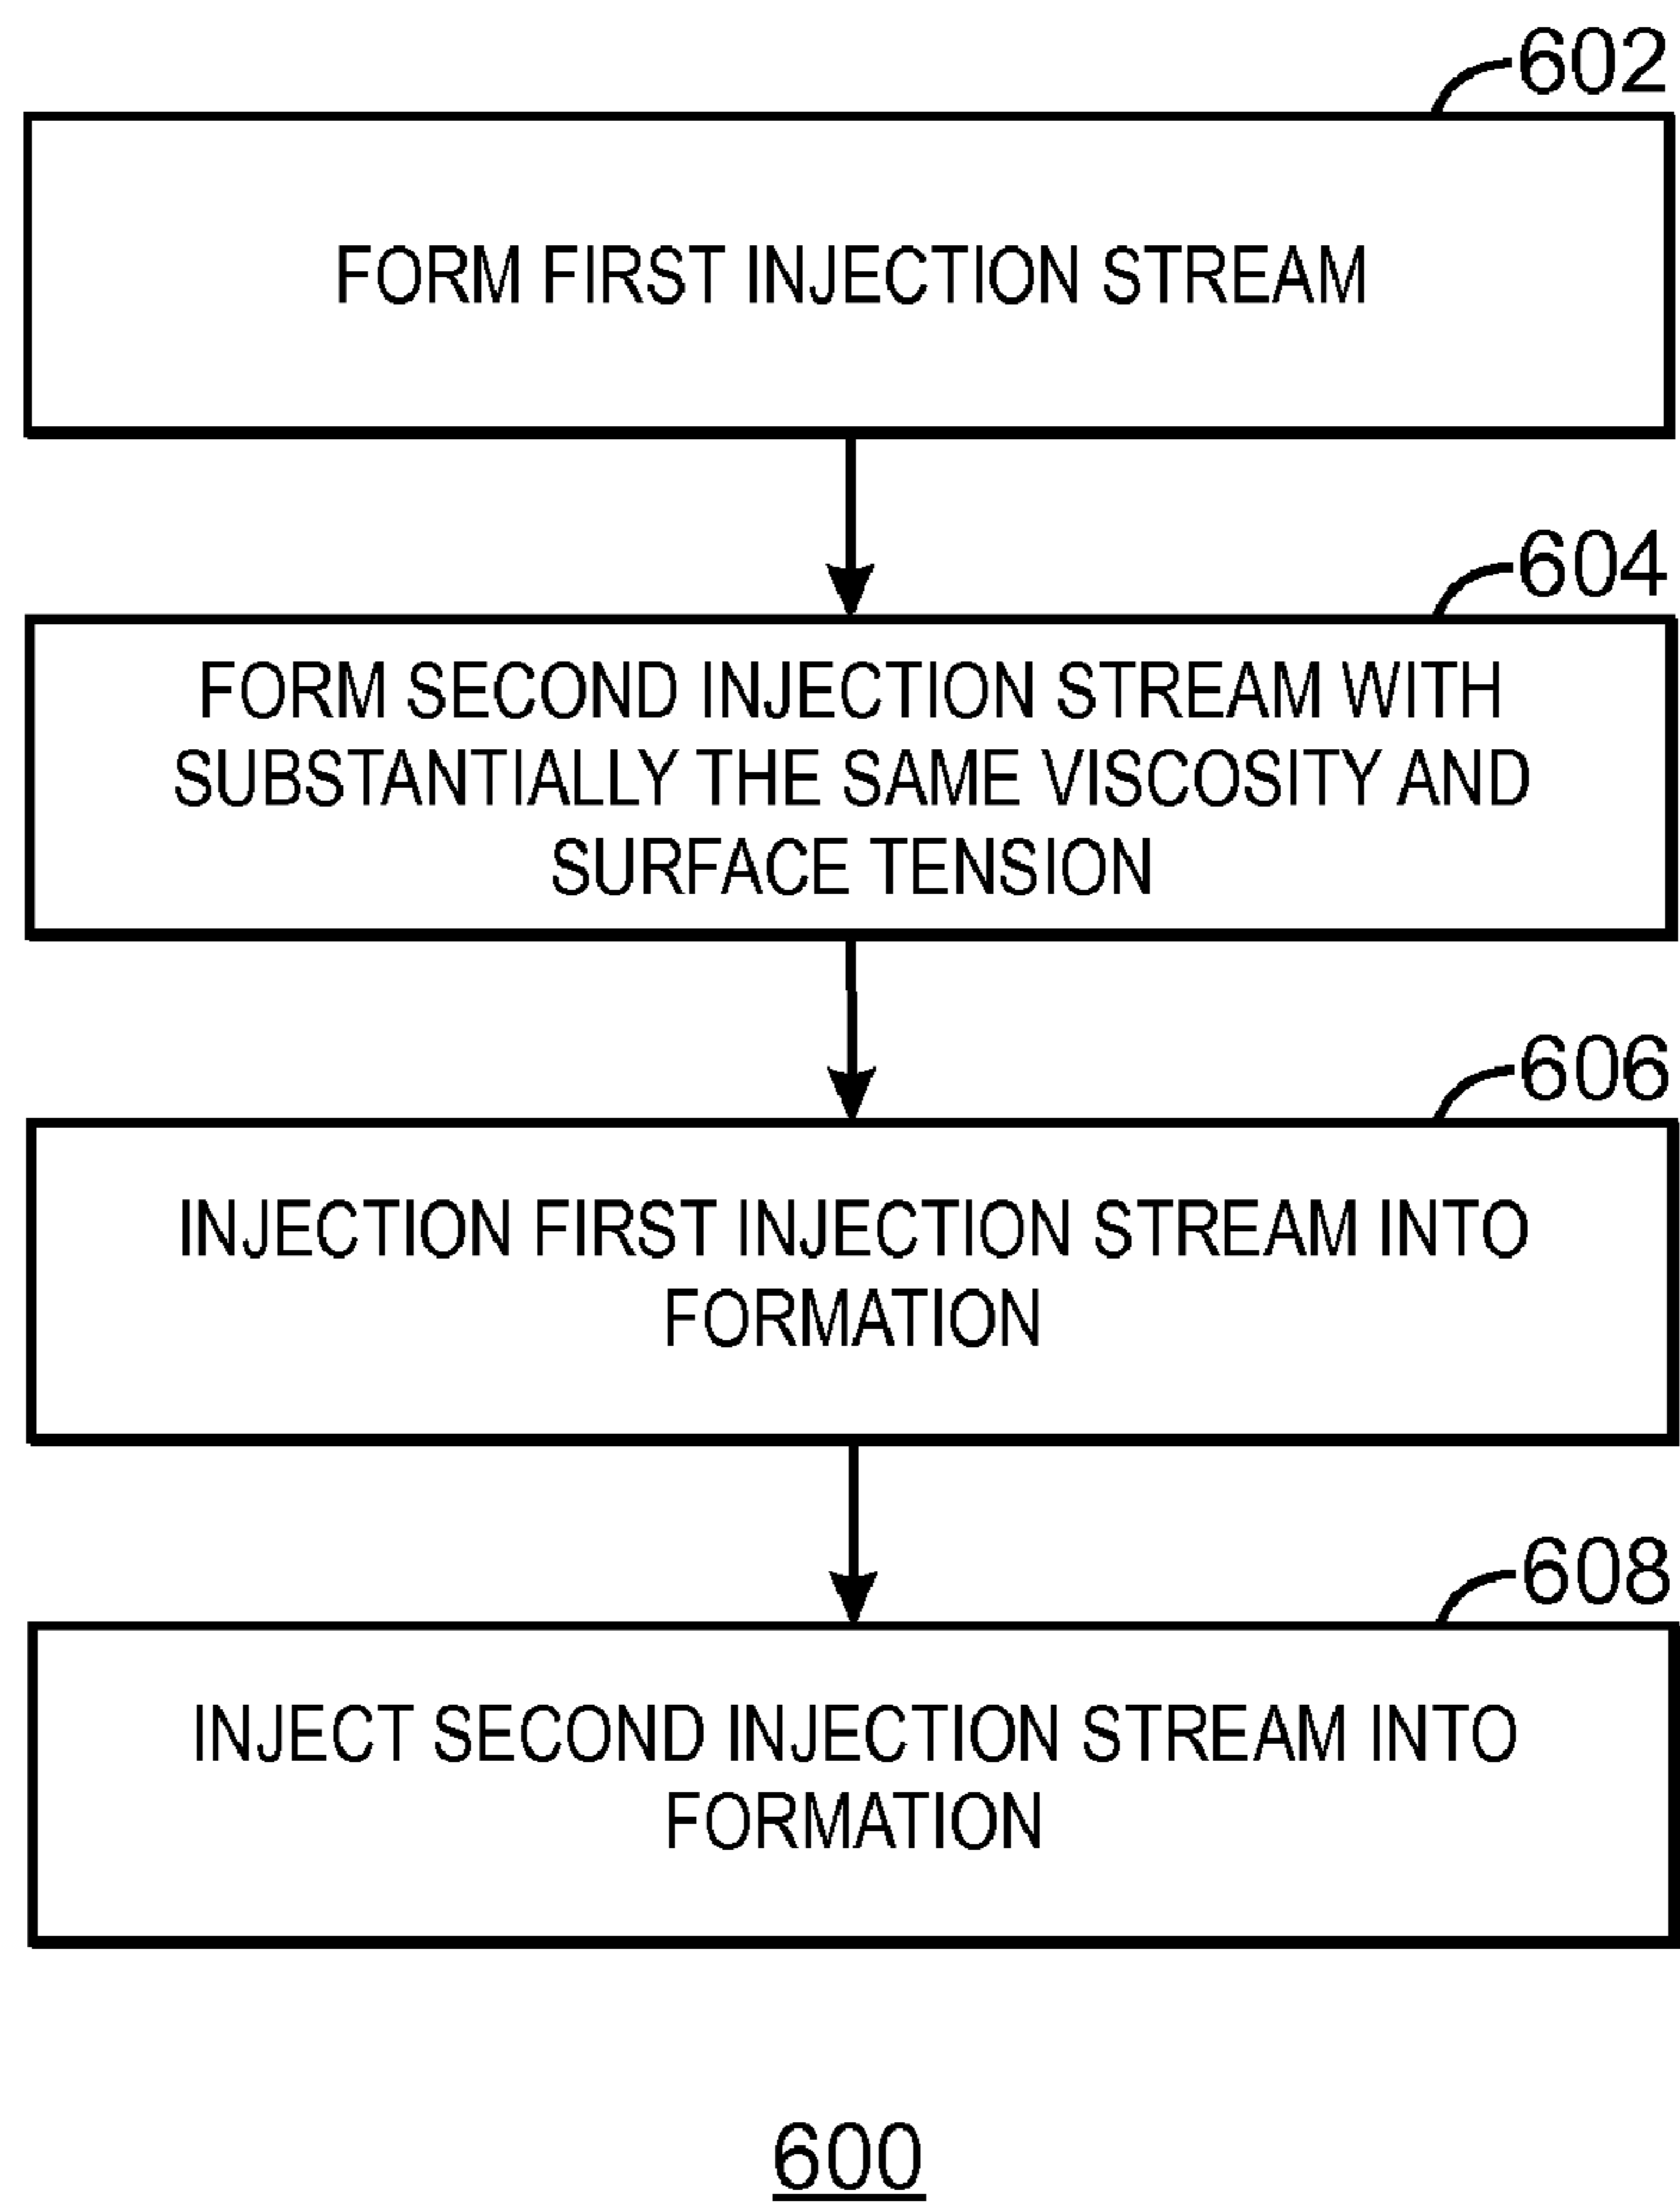 602
FORM FIRST INJECTION STREAM
604
FORM SECOND INJECTION STREAM WITH
SUBSTANTIALLY THE SAME VISCOSITY AND
SURFACE TENSION
606
INJECTION FIRST INJECTION STREAM INTO
FORMATION
608
INJECT SECOND INJECTION STREAM INTO
FORMATION
600